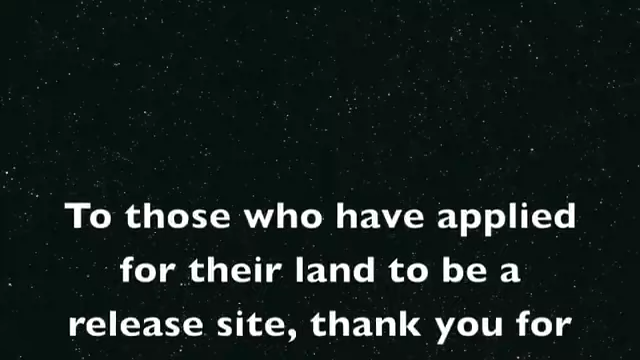 To those who have applied
for their land to be a
release site, thank you for